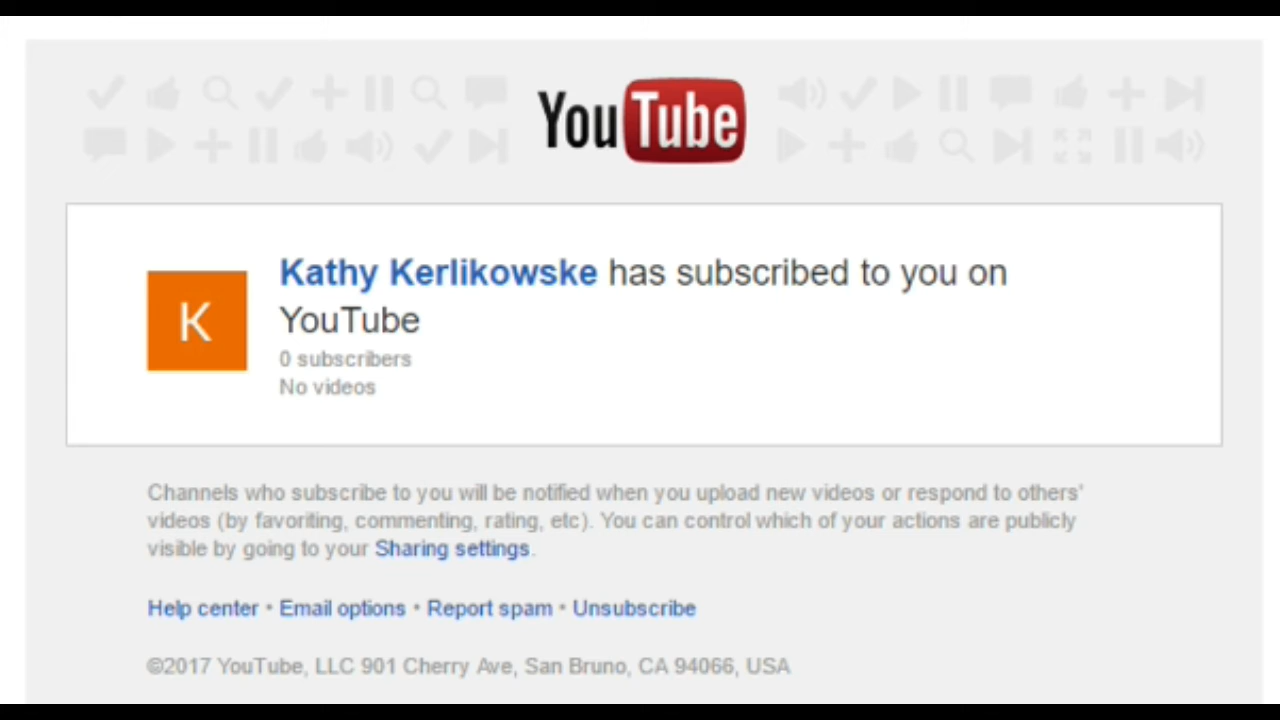 YouTube
Kathy Kerlikowske has subscribed to you on
YouTube
K
0 subscribers
No videos
Channels who subscribe to you will be notified when you upload new videos or respond to others'
videos (by favoriting, commenting, rating, etc). You can control which of your actions are publicly
visible by going to your Sharing settings.
Help center • Email options • Report spam • Unsubscribe
©2017 YouTube, LLC 901 Cherry Ave, San Bruno, CA 94066, USA